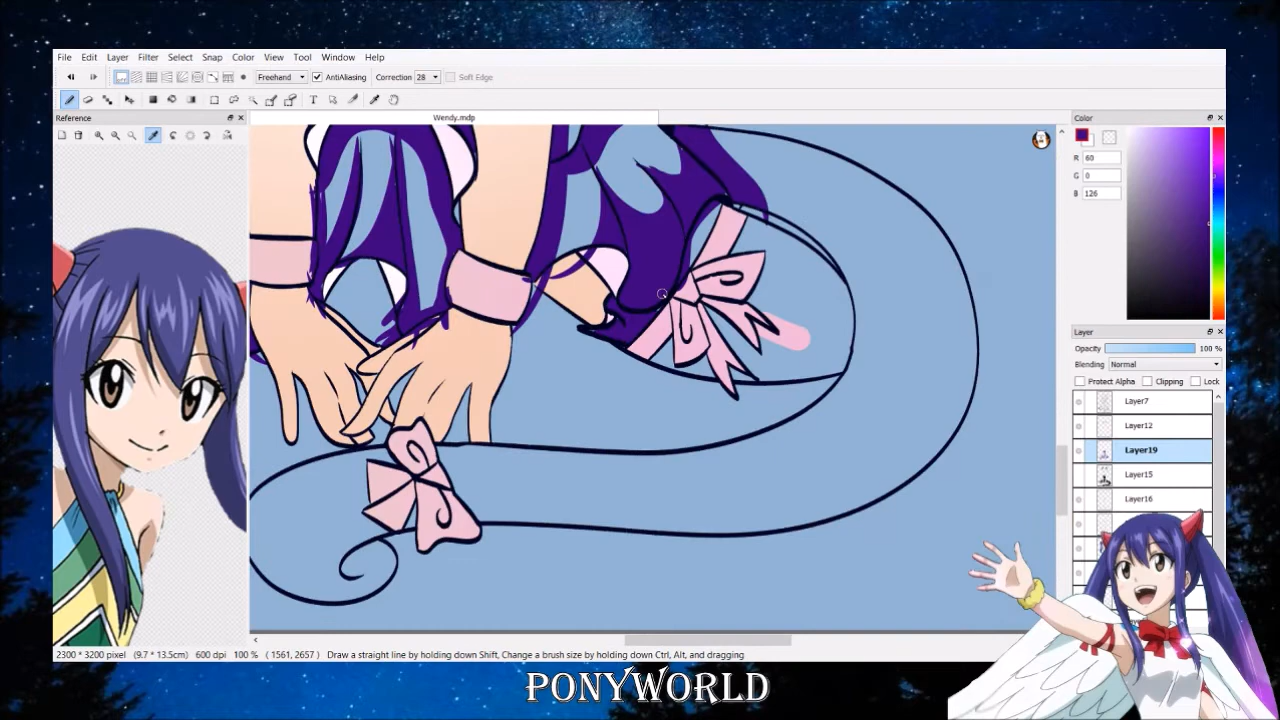 File Edit Layer Filter Select Snap Color View Tool Window Help
Freehand AntiAliasing Correction 28 Soft Edge
Reference
Wendy.mdp
Color
R 60
G 0
B 126
Layer
Opacity 100 %
Blending Normal
Protect Alpha Clipping Lock
Layer7
Layer12
Layer19
Layer15
Layer16
2300 * 3200 pixel (9.7 * 13.5cm) 600 dpi 100 % ( 1561, 2657 ) Draw a straight line by holding down Shift, Change a brush size by holding down Ctrl, Alt, and dragging
PONYWORLD